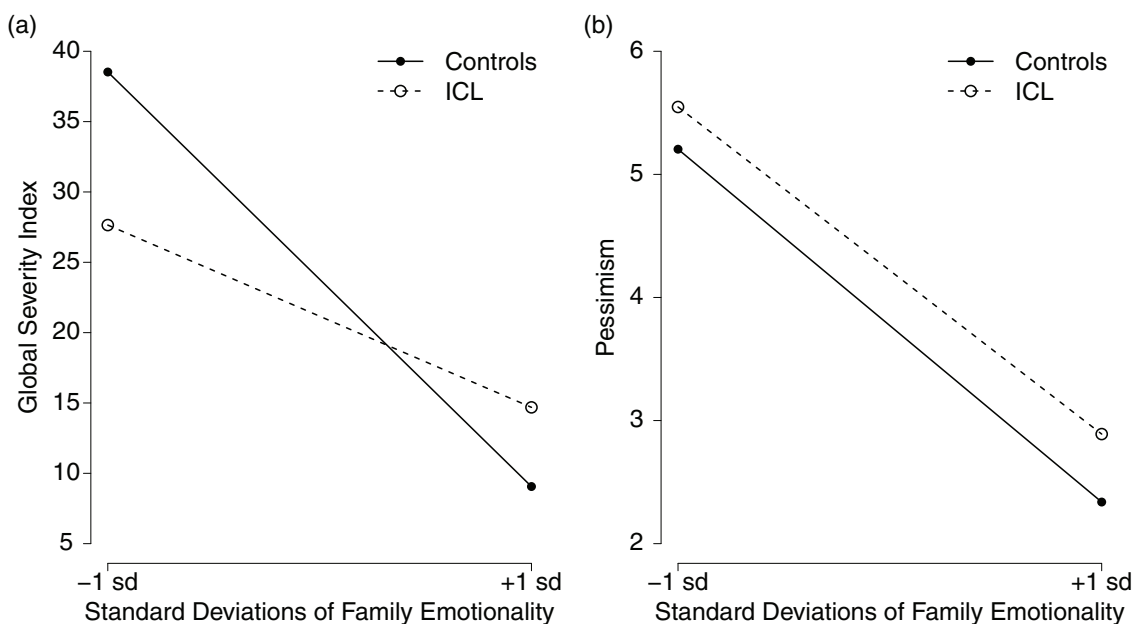 (a)
Global Severity Index
40
35
30
25
20
15
10
5
Controls
ICL
−1 sd
+1 sd
Standard Deviations of Family Emotionality
(b)
Pessimism
6
5
4
3
2
Controls
ICL
−1 sd
+1 sd
Standard Deviations of Family Emotionality